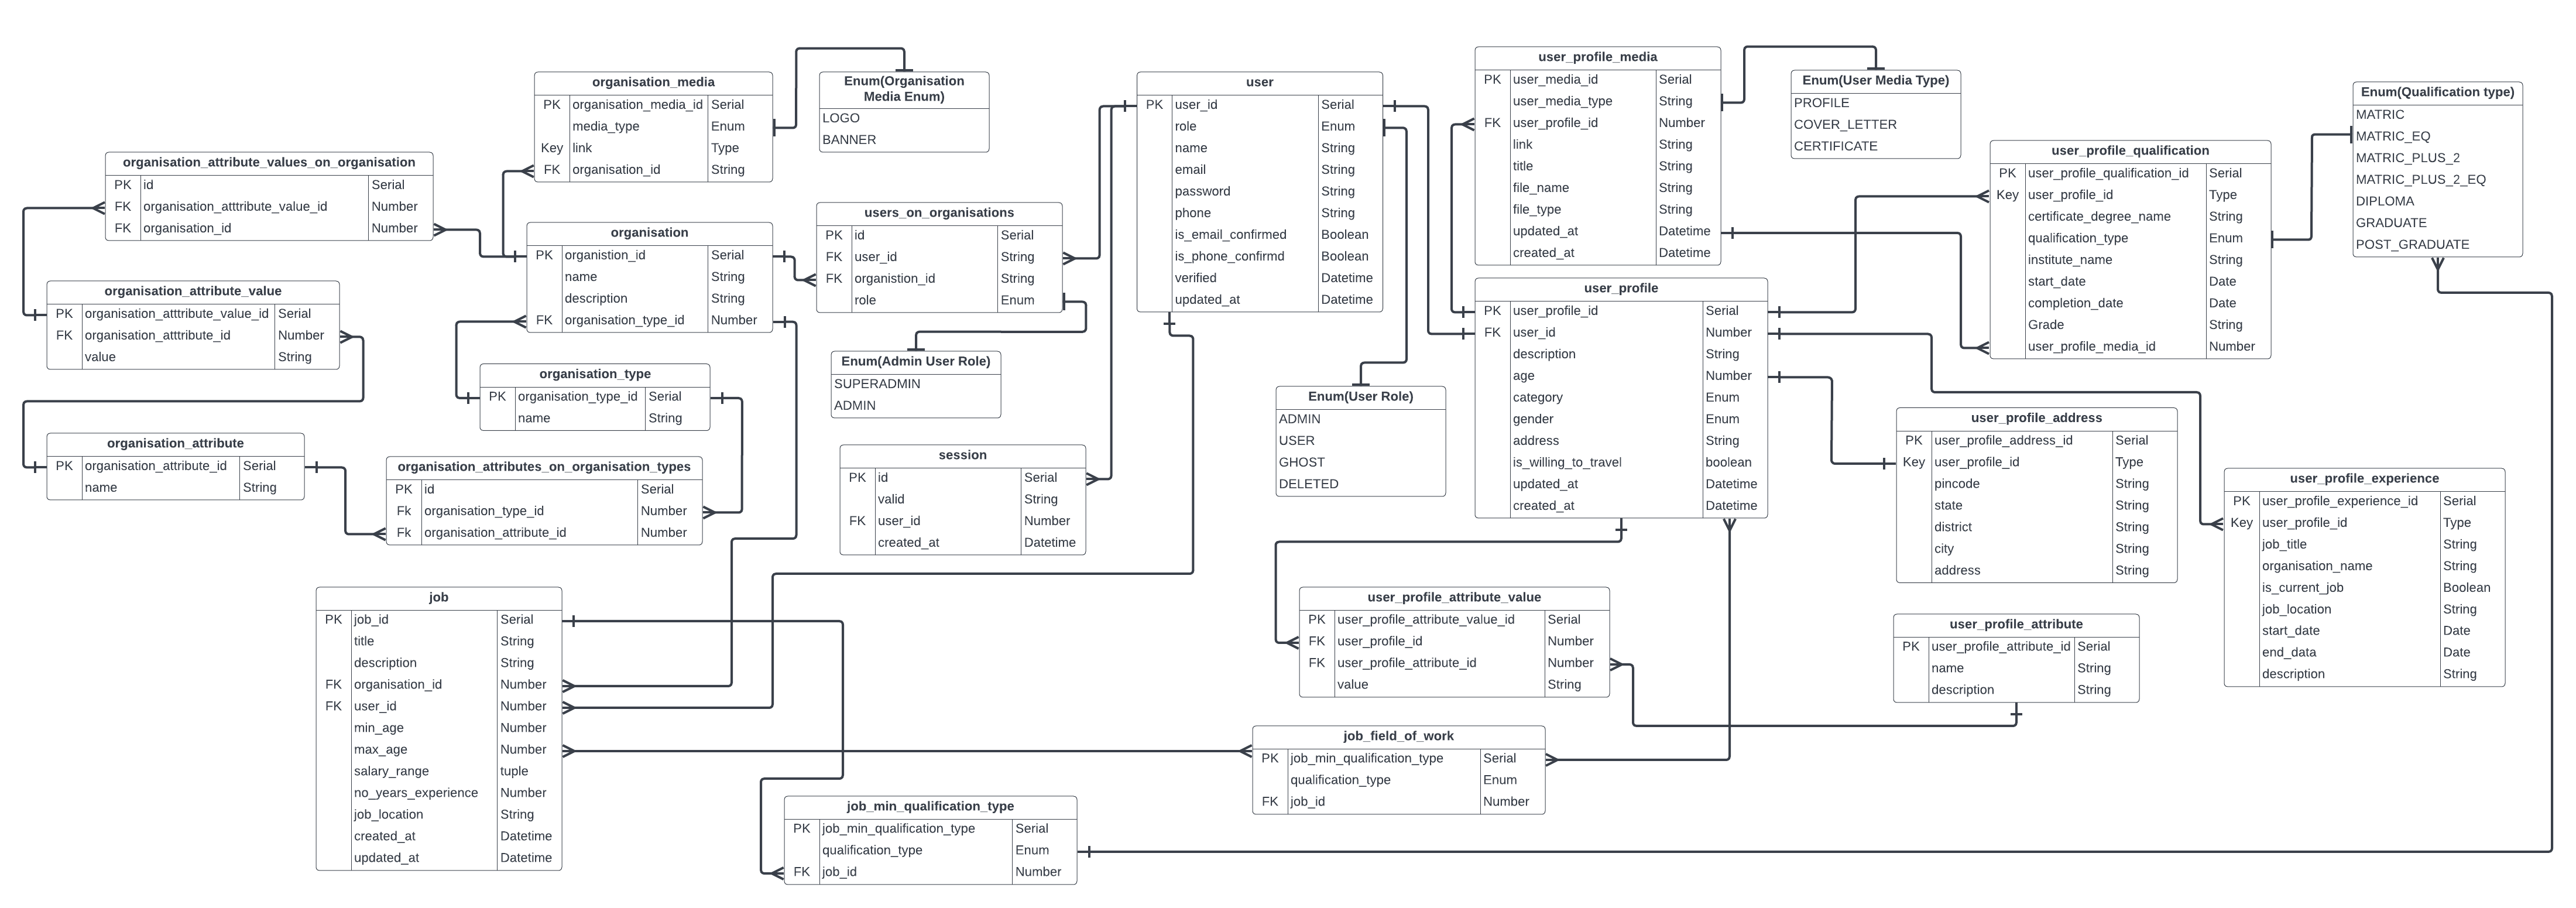 organisation_media
PK organisation_media_id Serial
media_type Enum
Key link Type
FK organisation_id String
Enum(Organisation
Media Enum)
LOGO
BANNER
user
PK user_id Serial
role Enum
name String
email String
password String
phone String
is_email_confirmed Boolean
is_phone_confirmd Boolean
verified Datetime
updated_at Datetime
user_profile_media
PK user_media_id Serial
user_media_type String
FK user_profile_id Number
link String
title String
file_name String
file_type String
updated_at Datetime
created_at Datetime
Enum(User Media Type)
PROFILE
COVER_LETTER
CERTIFICATE
Enum(Qualification type)
MATRIC
MATRIC_EQ
MATRIC_PLUS_2
MATRIC_PLUS_2_EQ
DIPLOMA
GRADUATE
POST_GRADUATE
organisation_attribute_values_on_organisation
PK id Serial
FK organisation_atttribute_value_id Number
FK organisation_id Number
user_profile_qualification
PK user_profile_qualification_id Serial
Key user_profile_id Type
certificate_degree_name String
qualification_type Enum
institute_name String
start_date Date
completion_date Date
Grade String
user_profile_media_id Number
organisation
PK organistion_id Serial
name String
description String
FK organisation_type_id Number
users_on_organisations
PK id Serial
FK user_id String
FK organistion_id String
role Enum
organisation_attribute_value
PK organisation_atttribute_value_id Serial
FK organisation_atttribute_id Number
value String
user_profile
PK user_profile_id Serial
FK user_id Number
description String
age Number
category Enum
gender Enum
address String
is_willing_to_travel boolean
updated_at Datetime
created_at Datetime
Enum(Admin User Role)
SUPERADMIN
ADMIN
organisation_type
PK organisation_type_id Serial
name String
Enum(User Role)
ADMIN
USER
GHOST
DELETED
user_profile_address
PK user_profile_address_id Serial
Key user_profile_id Type
pincode String
state String
district String
city String
address String
organisation_attribute
PK organisation_attribute_id Serial
name String
organisation_attributes_on_organisation_types
PK id Serial
Fk organisation_type_id Number
Fk organisation_attribute_id Number
session
PK id Serial
valid String
FK user_id Number
created_at Datetime
user_profile_experience
PK user_profile_experience_id Serial
Key user_profile_id Type
job_title String
organisation_name String
is_current_job Boolean
job_location String
start_date Date
end_data Date
description String
job
PK job_id Serial
title String
description String
FK organisation_id Number
FK user_id Number
min_age Number
max_age Number
salary_range tuple
no_years_experience Number
job_location String
created_at Datetime
updated_at Datetime
user_profile_attribute_value
PK user_profile_attribute_value_id Serial
FK user_profile_id Number
FK user_profile_attribute_id Number
value String
user_profile_attribute
PK user_profile_attribute_id Serial
name String
description String
job_field_of_work
PK job_min_qualification_type Serial
qualification_type Enum
FK job_id Number
job_min_qualification_type
PK job_min_qualification_type Serial
qualification_type Enum
FK job_id Number